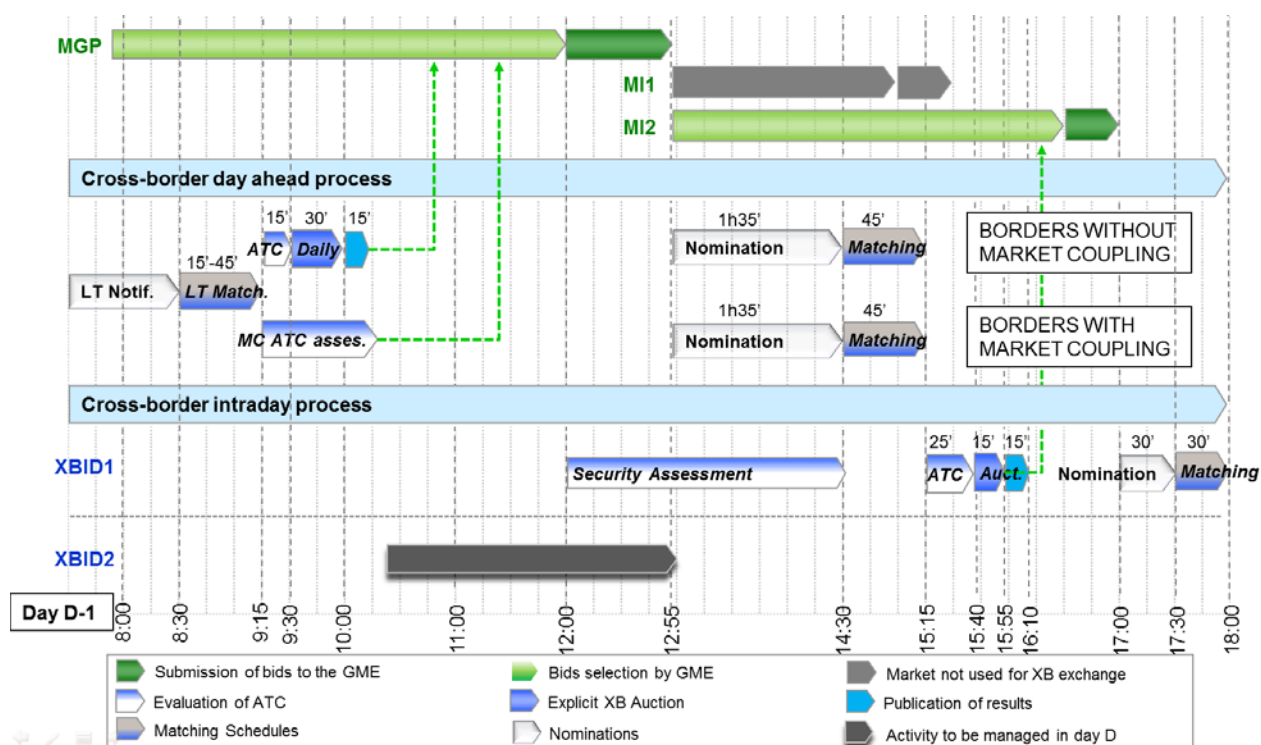 MGP
MI1
MI2
Cross-border day ahead process
15' 30' 15'
ATC Daily
1h35' 45'
Nomination Matching
BORDERS WITHOUT
MARKET COUPLING
15'-45'
LT Notif. LT Match.
MC ATC asses.
1h35' 45'
Nomination Matching
BORDERS WITH
MARKET COUPLING
Cross-border intraday process
XBID1
Security Assessment
25' 15' 15' 30' 30'
ATC Auct. Nomination Matching
XBID2
Day D-1
8:00 8:30 9:15 9:30 10:00 11:00 12:00 12:55 14:30 15:15 15:40 15:55 16:10 17:00 17:30 18:00
Submission of bids to the GME Bids selection by GME Market not used for XB exchange
Evaluation of ATC Explicit XB Auction Publication of results
Matching Schedules Nominations Activity to be managed in day D